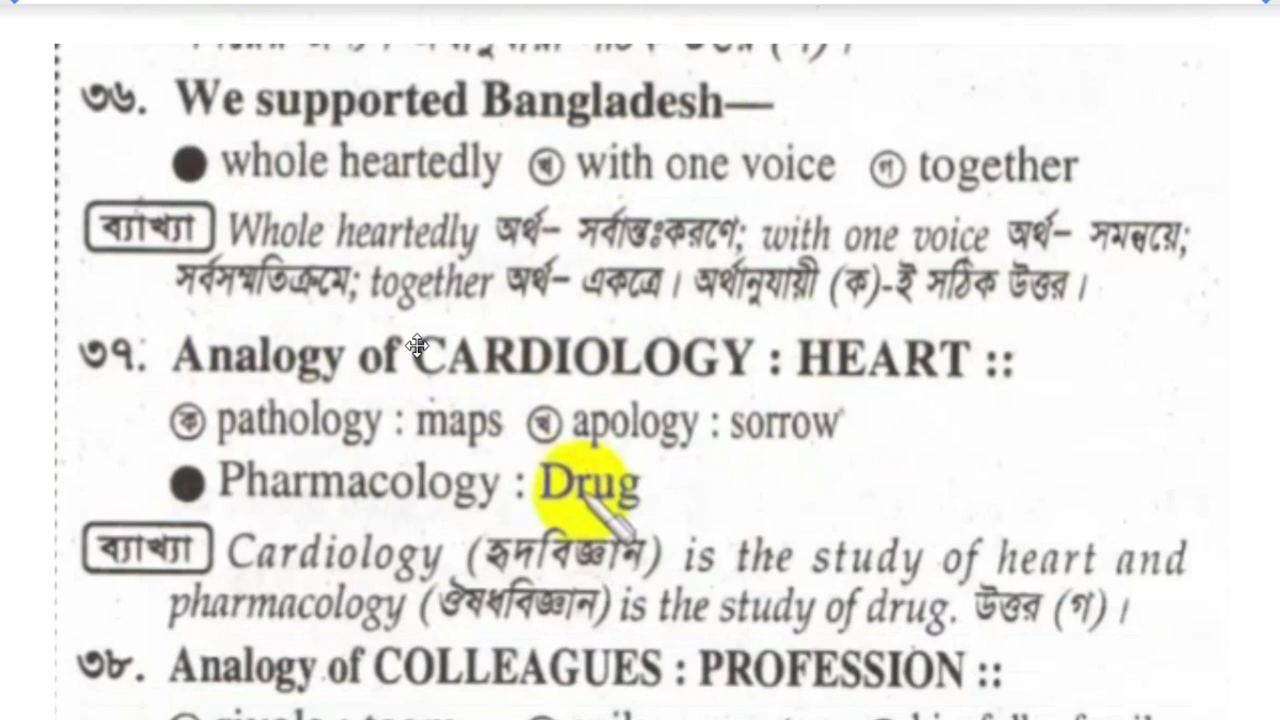 ৩৬. We supported Bangladesh—
● whole heartedly (খ) with one voice (গ) together
ব্যাখ্যা Whole heartedly অর্থ– সর্বান্তঃকরণে; with one voice অর্থ– সমন্বয়ে;
সর্বসম্মতিক্রমে; together অর্থ– একত্রে। অর্থানুযায়ী (ক)-ই সঠিক উত্তর।
৩৭. Analogy of CARDIOLOGY : HEART ::
(ক) pathology : maps (খ) apology : sorrow
● Pharmacology : Drug
ব্যাখ্যা Cardiology (হৃদবিজ্ঞান) is the study of heart and
pharmacology (ঔষধবিজ্ঞান) is the study of drug. উত্তর (গ)।
৩৮. Analogy of COLLEAGUES : PROFESSION ::